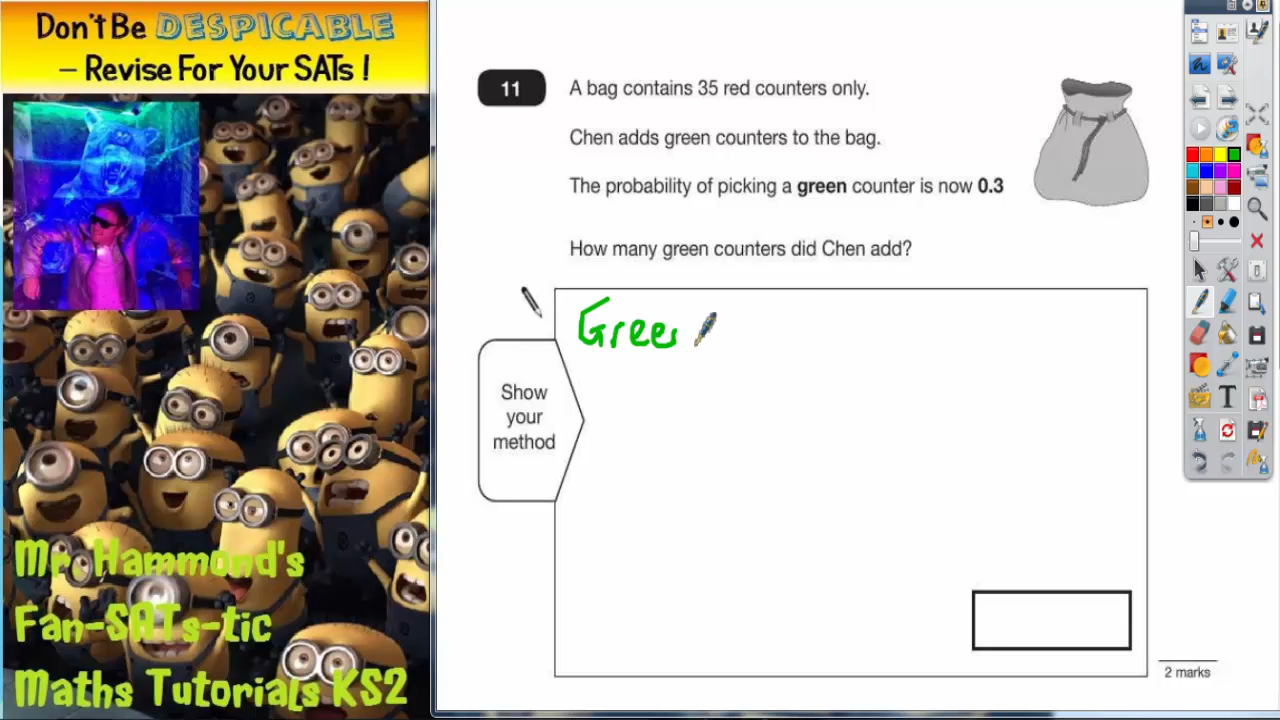 Don't Be DESPICABLE
– Revise For Your SATs !
Mr. Hammond's
Fan-SATs-tic
Maths Tutorials KS2
11
A bag contains 35 red counters only.
Chen adds green counters to the bag.
The probability of picking a green counter is now 0.3
How many green counters did Chen add?
Show
your
method
Greer
2 marks